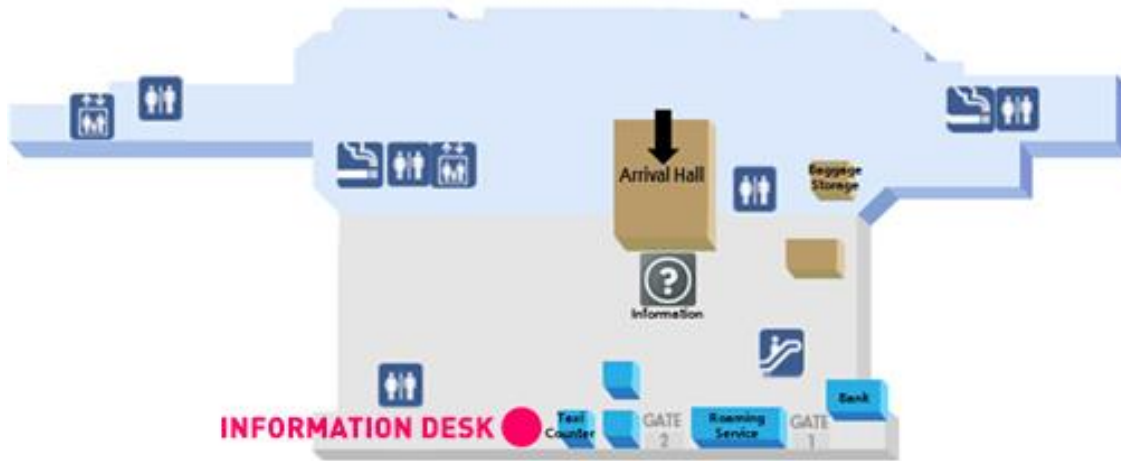 Arrival Hall
Baggage
Storage
?
Information
Bank
INFORMATION DESK
Taxi
Counter
GATE
2
Roaming
Service
GATE
1